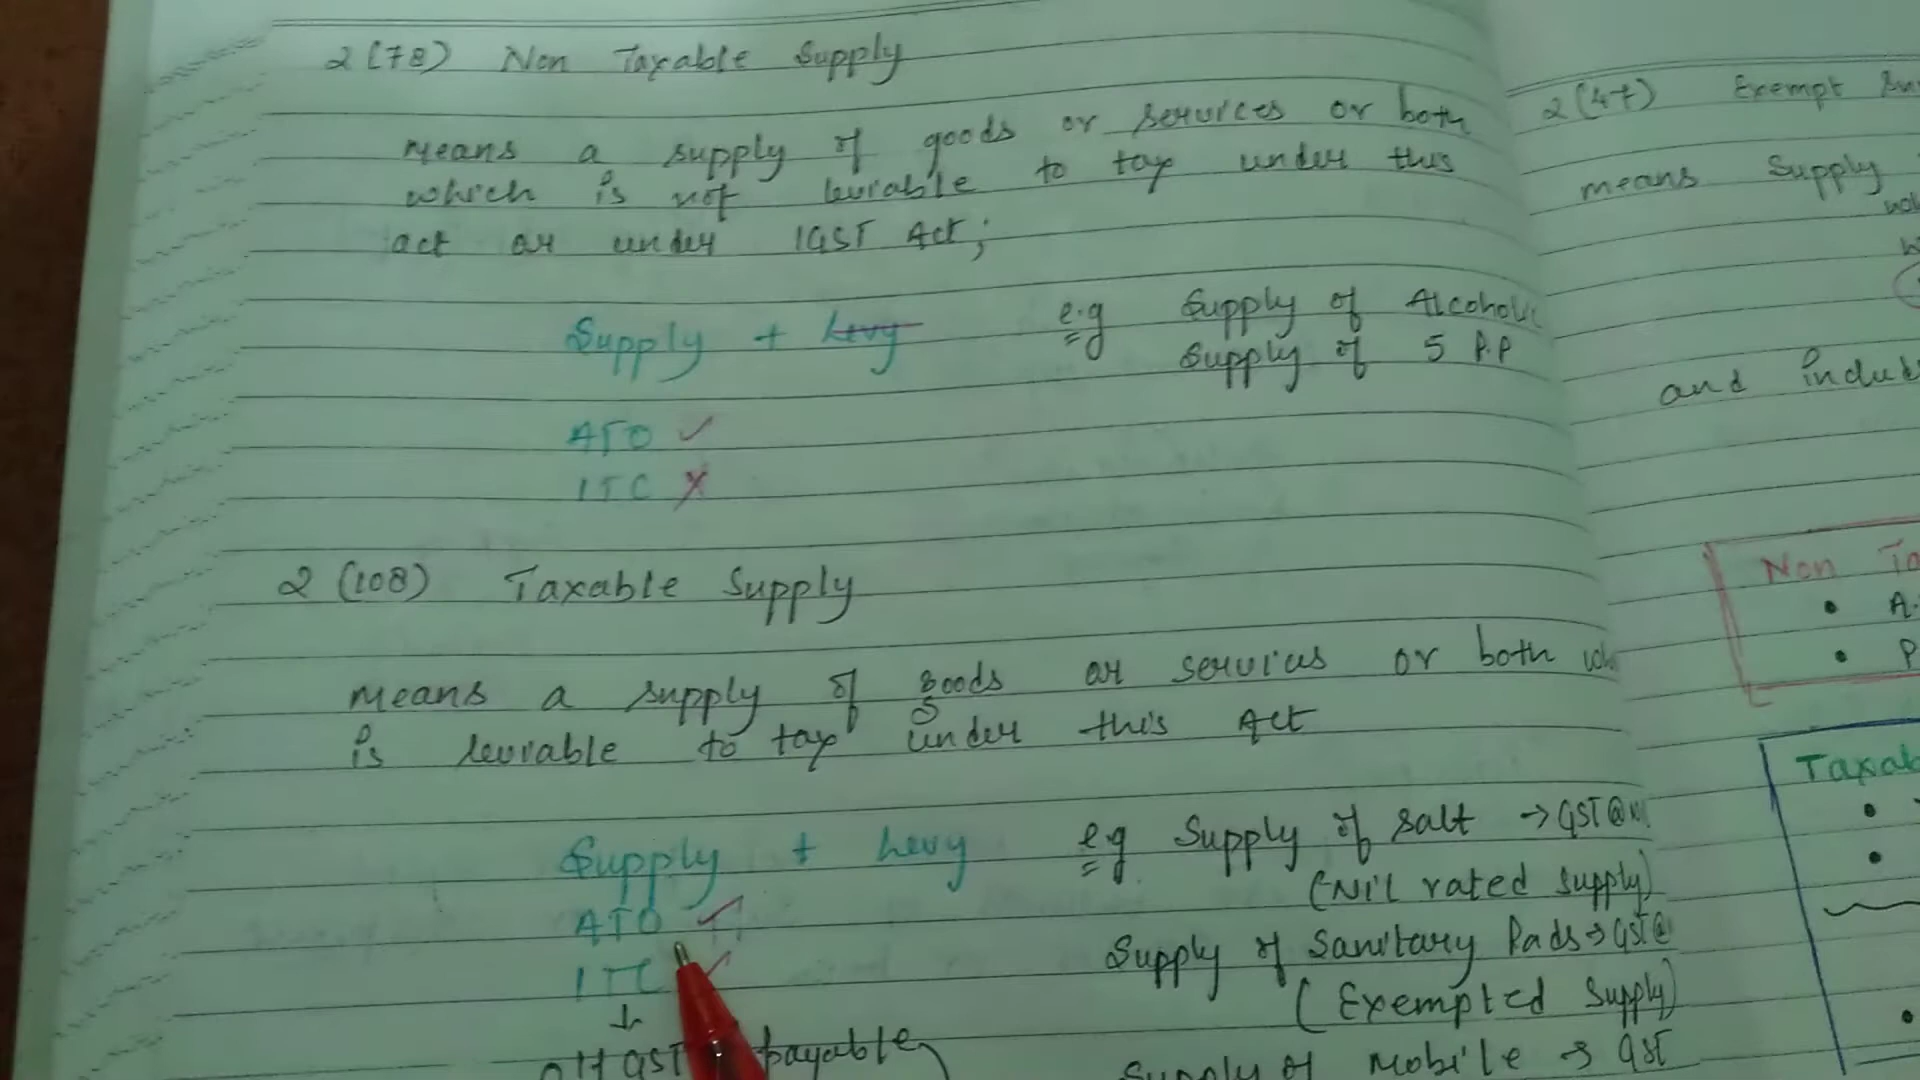 2(78) Non Taxable Supply
means a supply of goods or services or both
which is not leviable to tax under this
act or under IGST Act;
Supply + Levy
e.g Supply of Alcoholic
Supply of 5 P.P
ATO ✓
ITC ✗
2(108) Taxable Supply
means a supply of goods or services or both
is leviable to tax under this Act
Supply + Levy
e.g Supply of salt → GST@
(Nil rated supply)
ATO ✓
ITC ✓
Supply of Sanitary Pads → GST@
(Exempted Supply)
↓
GST payable
Supply of Mobile → GST
2(47) Exempt
means Supply
and
Non
•
• P
•
•
•